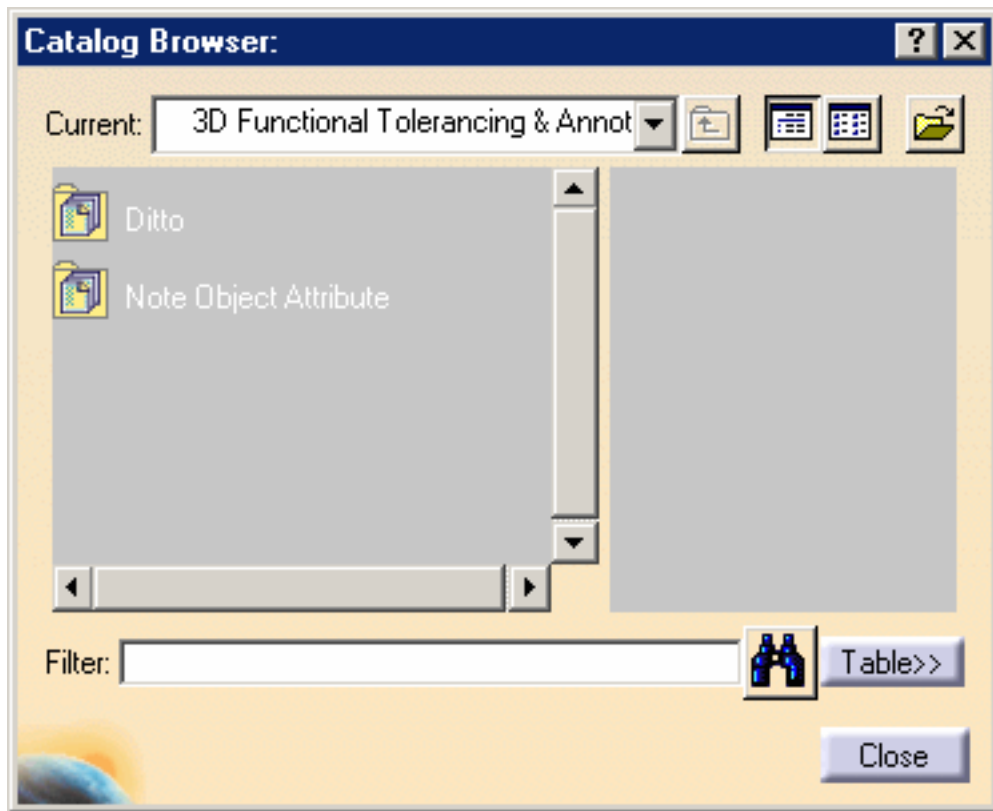 Catalog Browser:
Current: 3D Functional Tolerancing & Annot
Ditto
Note Object Attribute
Filter:
Table>>
Close